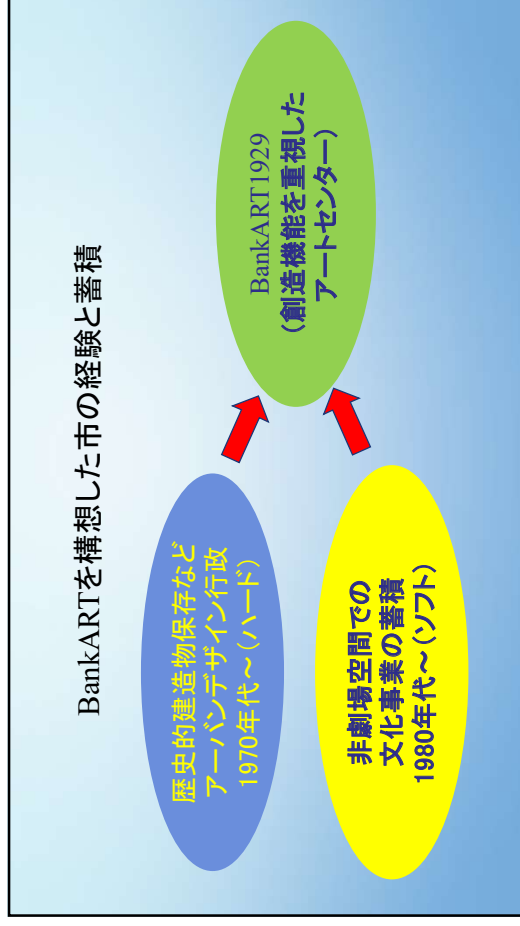 BankARTを構想した市の経験と蓄積
歴史的建造物保存など
アーバンデザイン行政
1970年代～（ハード）
非劇場空間での
文化事業の蓄積
1980年代～（ソフト）
BankART1929
（創造機能を重視した
アートセンター）